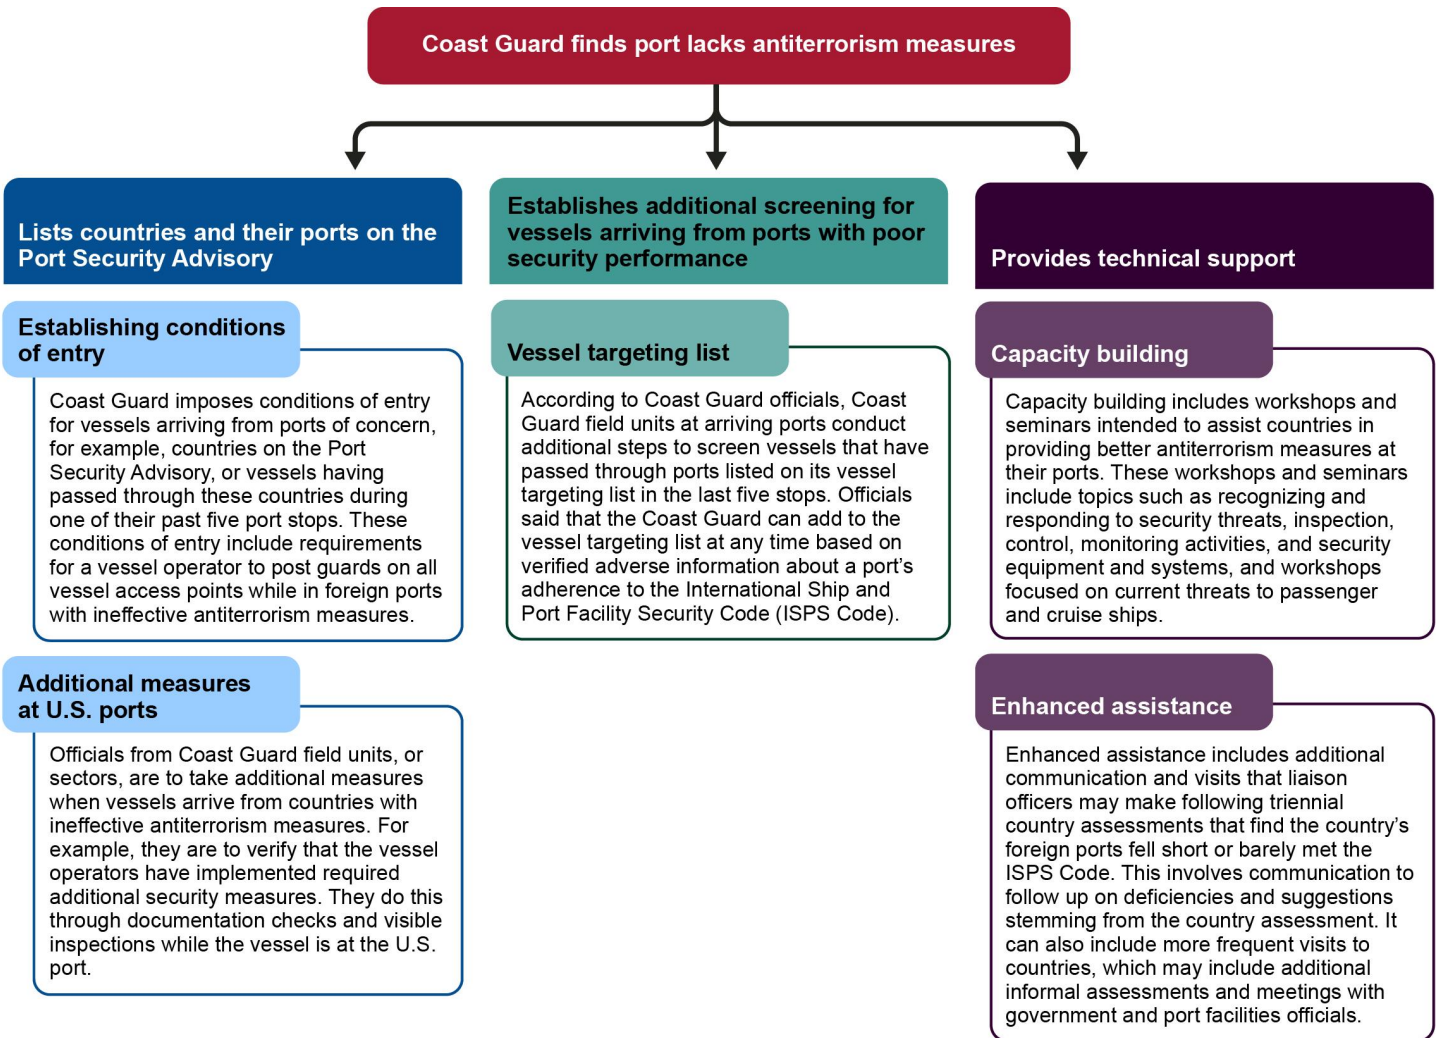 Coast Guard finds port lacks antiterrorism measures
Lists countries and their ports on the
Port Security Advisory
Establishing conditions
of entry
Coast Guard imposes conditions of entry
for vessels arriving from ports of concern,
for example, countries on the Port
Security Advisory, or vessels having
passed through these countries during
one of their past five port stops. These
conditions of entry include requirements
for a vessel operator to post guards on all
vessel access points while in foreign ports
with ineffective antiterrorism measures.
Additional measures
at U.S. ports
Officials from Coast Guard field units, or
sectors, are to take additional measures
when vessels arrive from countries with
ineffective antiterrorism measures. For
example, they are to verify that the vessel
operators have implemented required
additional security measures. They do this
through documentation checks and visible
inspections while the vessel is at the U.S.
port.
Establishes additional screening for
vessels arriving from ports with poor
security performance
Vessel targeting list
According to Coast Guard officials, Coast
Guard field units at arriving ports conduct
additional steps to screen vessels that have
passed through ports listed on its vessel
targeting list in the last five stops. Officials
said that the Coast Guard can add to the
vessel targeting list at any time based on
verified adverse information about a port’s
adherence to the International Ship and
Port Facility Security Code (ISPS Code).
Provides technical support
Capacity building
Capacity building includes workshops and
seminars intended to assist countries in
providing better antiterrorism measures at
their ports. These workshops and seminars
include topics such as recognizing and
responding to security threats, inspection,
control, monitoring activities, and security
equipment and systems, and workshops
focused on current threats to passenger
and cruise ships.
Enhanced assistance
Enhanced assistance includes additional
communication and visits that liaison
officers may make following triennial
country assessments that find the country’s
foreign ports fell short or barely met the
ISPS Code. This involves communication to
follow up on deficiencies and suggestions
stemming from the country assessment. It
can also include more frequent visits to
countries, which may include additional
informal assessments and meetings with
government and port facilities officials.